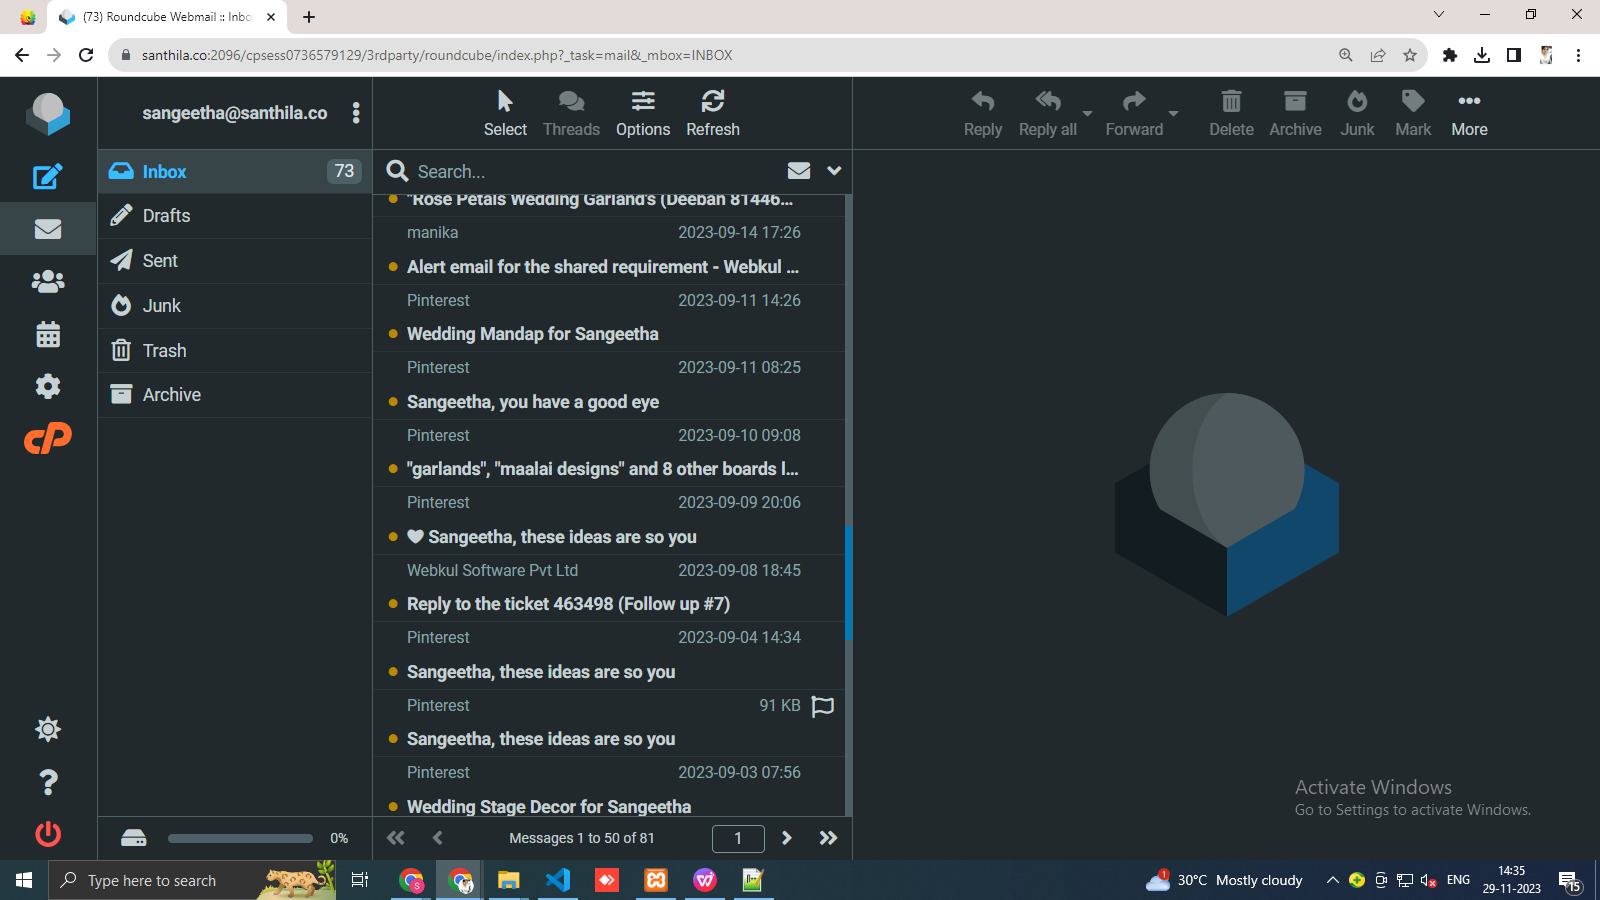 (73) Roundcube Webmail :: Inbo
santhila.co:2096/cpsess0736579129/3rdparty/roundcube/index.php?_task=mail&_mbox=INBOX
sangeetha@santhila.co
Inbox 73
Drafts
Sent
Junk
Trash
Archive
0%
Select Threads Options Refresh
Search...
"Rose Petals Wedding Garland's (Deeban 81446...
manika 2023-09-14 17:26
Alert email for the shared requirement - Webkul ...
Pinterest 2023-09-11 14:26
Wedding Mandap for Sangeetha
Pinterest 2023-09-11 08:25
Sangeetha, you have a good eye
Pinterest 2023-09-10 09:08
"garlands", "maalai designs" and 8 other boards l...
Pinterest 2023-09-09 20:06
Sangeetha, these ideas are so you
Webkul Software Pvt Ltd 2023-09-08 18:45
Reply to the ticket 463498 (Follow up #7)
Pinterest 2023-09-04 14:34
Sangeetha, these ideas are so you
Pinterest 91 KB
Sangeetha, these ideas are so you
Pinterest 2023-09-03 07:56
Wedding Stage Decor for Sangeetha
Messages 1 to 50 of 81 1
Reply Reply all Forward Delete Archive Junk Mark More
Activate Windows
Go to Settings to activate Windows.
Type here to search
S
1
30°C Mostly cloudy
ENG
14:35
29-11-2023
15